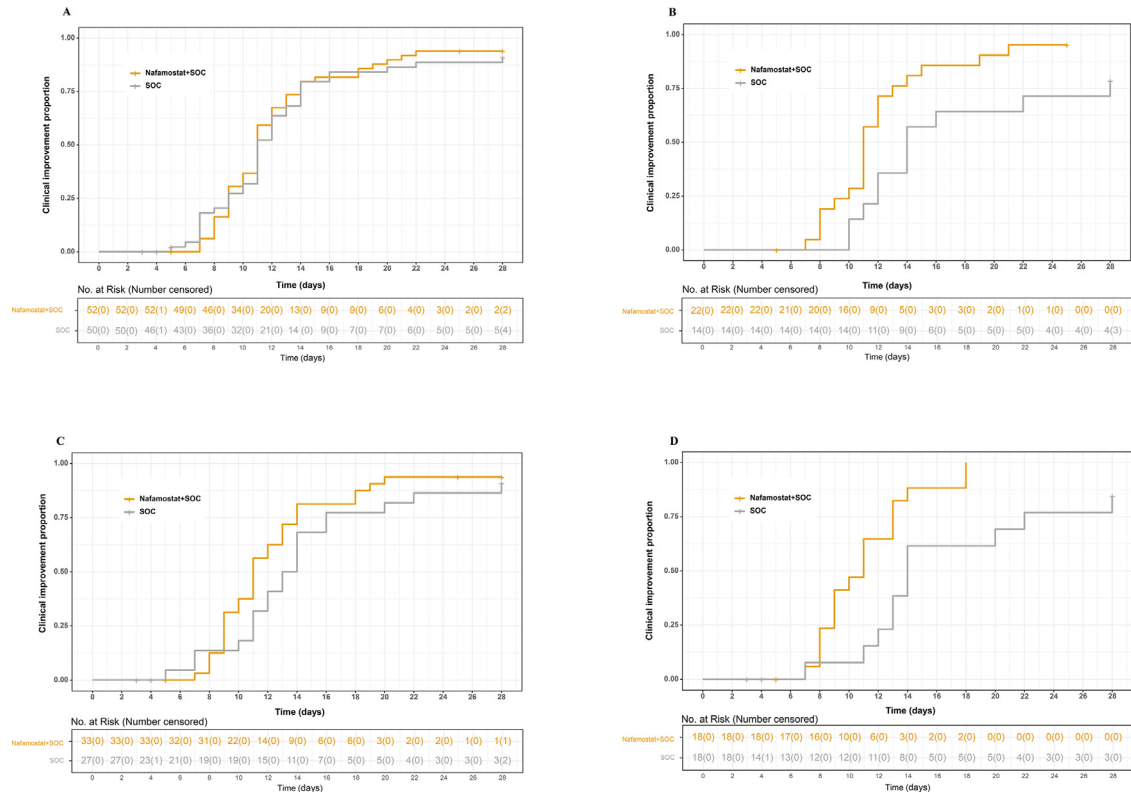 A
1.00
0.75
0.50
0.25
0.00
Clinical improvement proportion
Nafamostat+SOC
SOC
0 2 4 6 8 10 12 14 16 18 20 22 24 26 28
Time (days)
No. at Risk (Number censored)
Nafamostat+SOC 52(0) 52(0) 52(1) 49(0) 46(0) 34(0) 20(0) 13(0) 9(0) 9(0) 6(0) 4(0) 3(0) 2(0) 2(2)
SOC 50(0) 50(0) 46(1) 43(0) 36(0) 32(0) 21(0) 14 (0) 9(0) 7(0) 7(0) 6(0) 5(0) 5(0) 5(4)
0 2 4 6 8 10 12 14 16 18 20 22 24 26 28
Time (days)
B
1.00
0.75
0.50
0.25
0.00
Clinical improvement proportion
Nafamostat+SOC
SOC
0 2 4 6 8 10 12 14 16 18 20 22 24 26 28
Time (days)
No. at Risk (Number censored)
Nafamostat+SOC 22(0) 22(0) 22(0) 21(0) 20(0) 16(0) 9(0) 5(0) 3(0) 3(0) 2(0) 1(0) 1(0) 0(0) 0(0)
SOC 14(0) 14(0) 14(0) 14(0) 14(0) 14(0) 11(0) 9(0) 6(0) 5(0) 5(0) 5(0) 4(0) 4(0) 4(3)
0 2 4 6 8 10 12 14 16 18 20 22 24 26 28
Time (days)
C
1.00
0.75
0.50
0.25
0.00
Clinical improvement proportion
Nafamostat+SOC
SOC
0 2 4 6 8 10 12 14 16 18 20 22 24 26 28
Time (days)
No. at Risk (Number censored)
Nafamostat+SOC 33(0) 33(0) 33(0) 32(0) 31(0) 22(0) 14(0) 9(0) 6(0) 6(0) 3(0) 2(0) 2(0) 1(0) 1(1)
SOC 27(0) 27(0) 23(1) 21(0) 19(0) 19(0) 15(0) 11(0) 7(0) 5(0) 5(0) 4(0) 3(0) 3(0) 3(2)
0 2 4 6 8 10 12 14 16 18 20 22 24 26 28
Time (days)
D
1.00
0.75
0.50
0.25
0.00
Clinical improvement proportion
Nafamostat+SOC
SOC
0 2 4 6 8 10 12 14 16 18 20 22 24 26 28
Time (days)
No. at Risk (Number censored)
Nafamostat+SOC 18(0) 18(0) 18(0) 17(0) 16(0) 10(0) 6(0) 3(0) 2(0) 2(0) 0(0) 0(0) 0(0) 0(0) 0(0)
SOC 18(0) 18(0) 14(1) 13(0) 12(0) 12(0) 11(0) 8(0) 5(0) 5(0) 5(0) 4(0) 3(0) 3(0) 3(0)
0 2 4 6 8 10 12 14 16 18 20 22 24 26 28
Time (days)